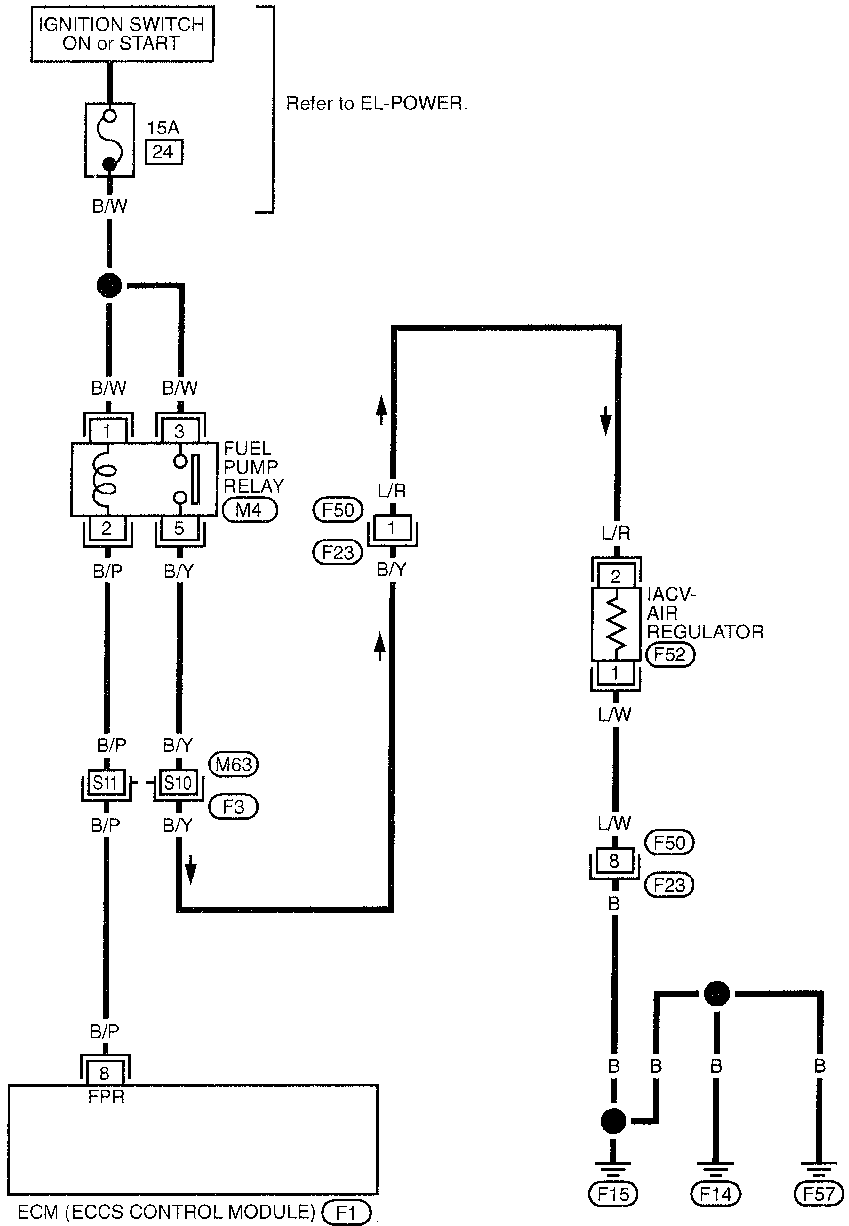 IGNITION SWITCH
ON or START
Refer to EL-POWER.
15A
24
B/W
B/W
B/W
1
3
FUEL
PUMP
RELAY
M4
2
5
B/P
B/Y
L/R
F50
1
F23
B/Y
L/R
2
IACV-
AIR
REGULATOR
F52
1
L/W
B/P
B/Y
M63
S11
S10
F3
B/P
B/Y
L/W
F50
8
F23
B
B/P
8
FPR
B
B
B
B
F15
F14
F57
ECM (ECCS CONTROL MODULE)
F1